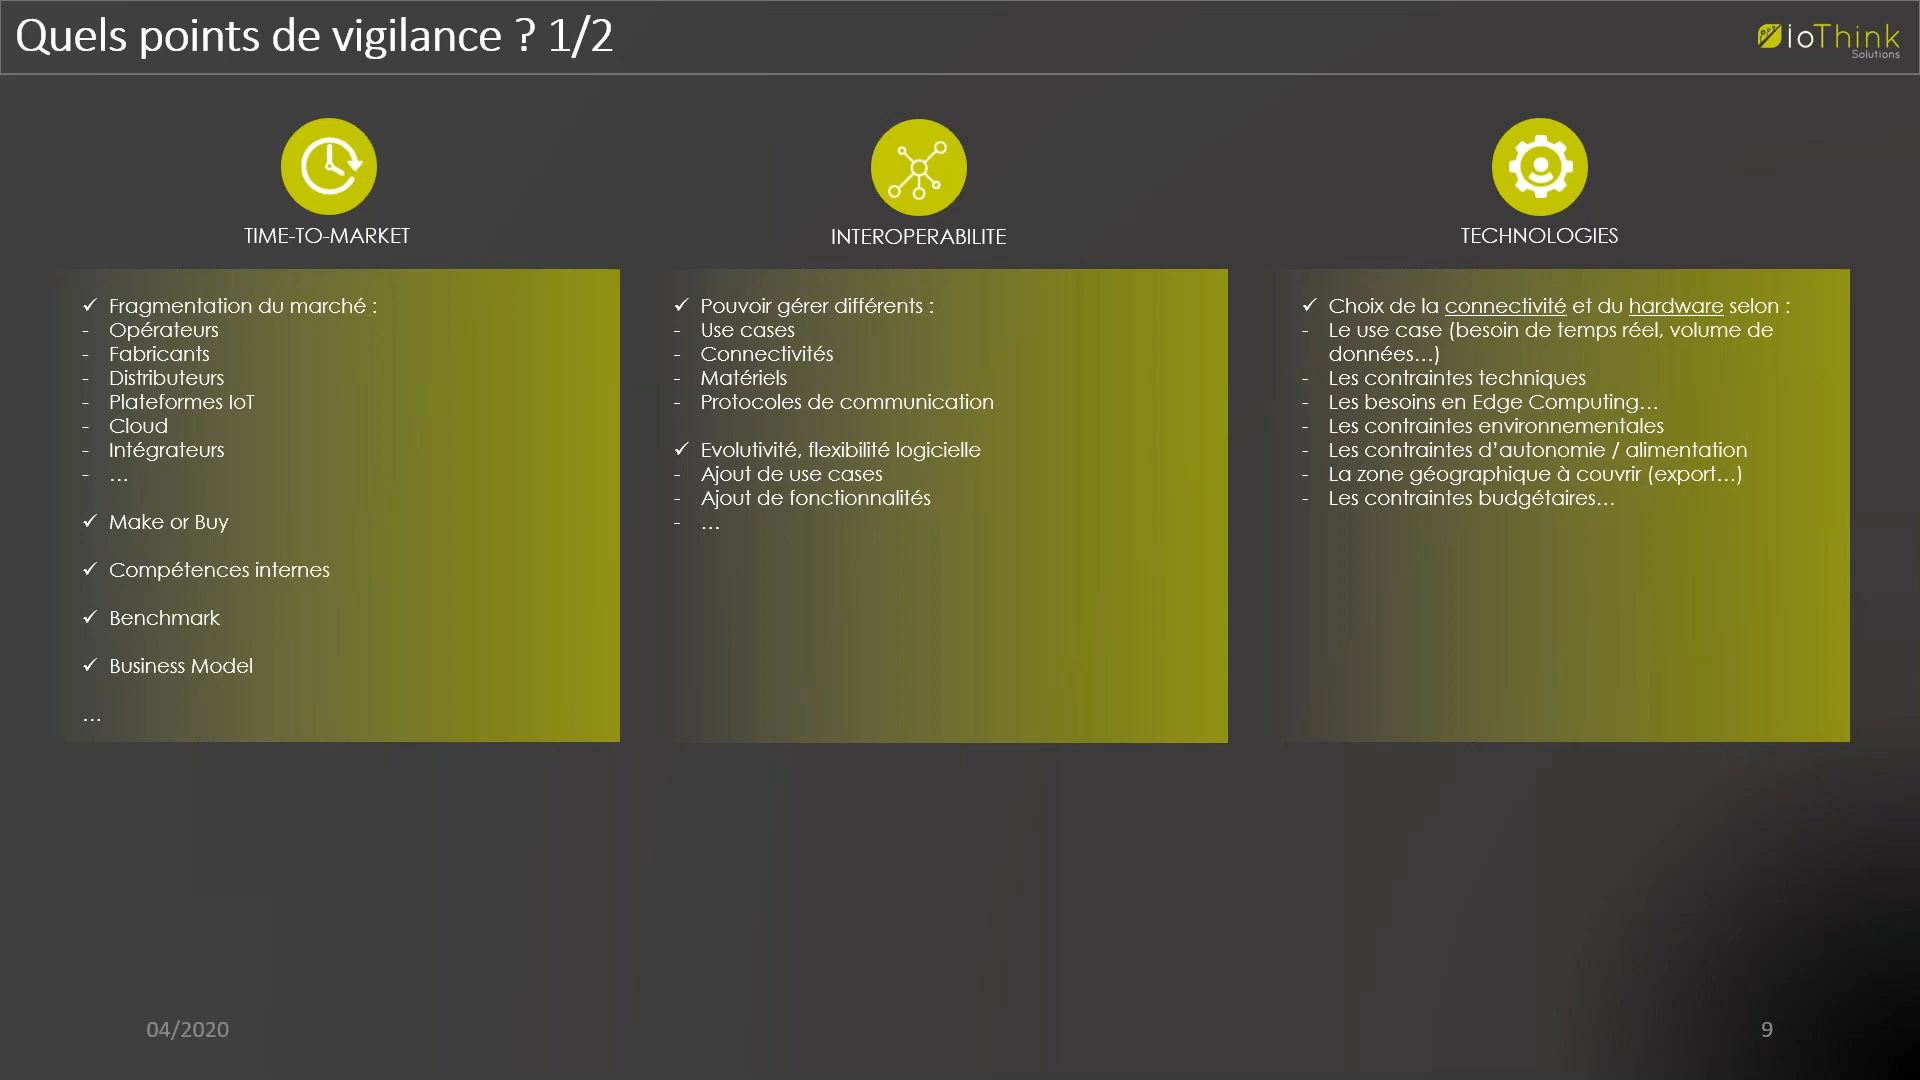 Quels points de vigilance ? 1/2
ioThink
Solutions
TIME-TO-MARKET
✓ Fragmentation du marché :
- Opérateurs
- Fabricants
- Distributeurs
- Plateformes IoT
- Cloud
- Intégrateurs
- …
✓ Make or Buy
✓ Compétences internes
✓ Benchmark
✓ Business Model
…
INTEROPERABILITE
✓ Pouvoir gérer différents :
- Use cases
- Connectivités
- Matériels
- Protocoles de communication
✓ Evolutivité, flexibilité logicielle
- Ajout de use cases
- Ajout de fonctionnalités
- …
TECHNOLOGIES
✓ Choix de la connectivité et du hardware selon :
- Le use case (besoin de temps réel, volume de
données…)
- Les contraintes techniques
- Les besoins en Edge Computing…
- Les contraintes environnementales
- Les contraintes d’autonomie / alimentation
- La zone géographique à couvrir (export…)
- Les contraintes budgétaires…
04/2020
9